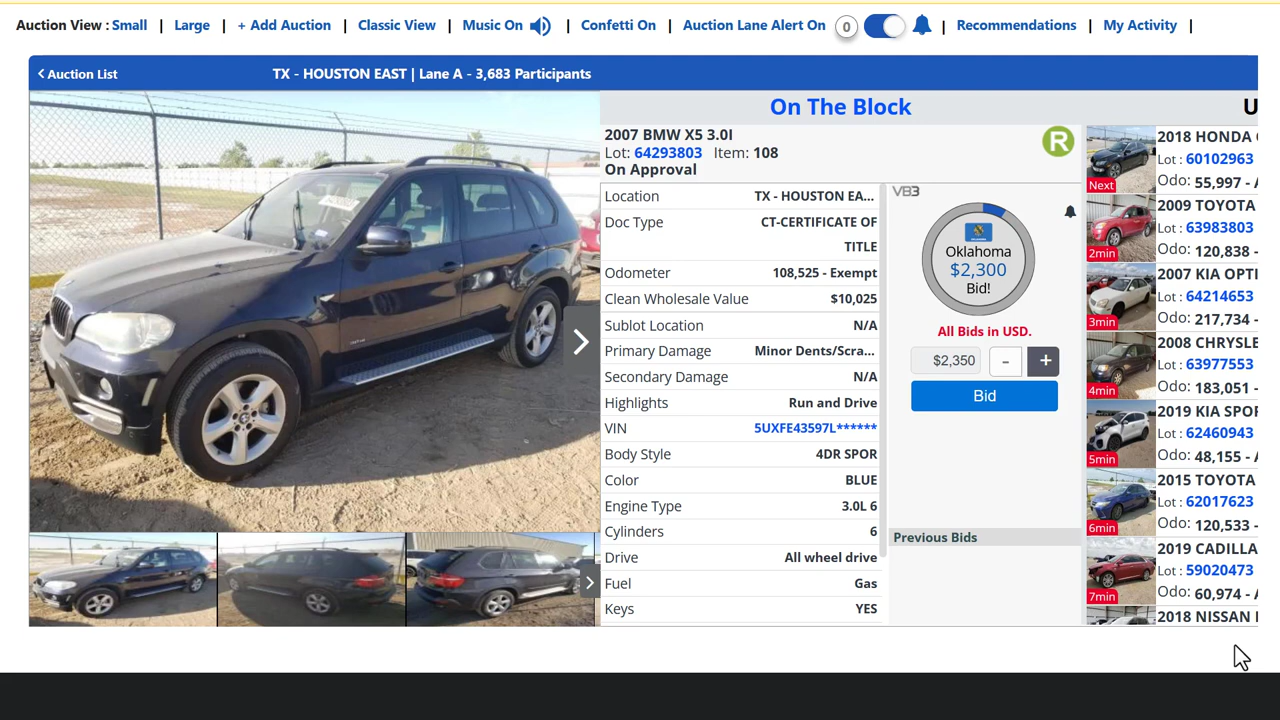 Auction View : Small | Large | + Add Auction | Classic View | Music On | Confetti On | Auction Lane Alert On 0 | Recommendations | My Activity |
Auction List TX - HOUSTON EAST | Lane A - 3,683 Participants
On The Block U
2007 BMW X5 3.0I
Lot: 64293803 Item: 108
On Approval
R
Location TX - HOUSTON EA...
Doc Type CT-CERTIFICATE OF
TITLE
Odometer 108,525 - Exempt
Clean Wholesale Value $10,025
Sublot Location N/A
Primary Damage Minor Dents/Scra...
Secondary Damage N/A
Highlights Run and Drive
VIN 5UXFE43597L******
Body Style 4DR SPOR
Color BLUE
Engine Type 3.0L 6
Cylinders 6
Drive All wheel drive
Fuel Gas
Keys YES
VB3
Oklahoma
$2,300
Bid!
All Bids in USD.
$2,350 - +
Bid
Previous Bids
2018 HONDA
Lot : 60102963
Next Odo: 55,997 -
2009 TOYOTA
Lot : 63983803
2min Odo: 120,838 -
2007 KIA OPTI
Lot : 64214653
3min Odo: 217,734 -
2008 CHRYSLE
Lot : 63977553
4min Odo: 183,051 -
2019 KIA SPOR
Lot : 62460943
5min Odo: 48,155 -
2015 TOYOTA
Lot : 62017623
6min Odo: 120,533 -
2019 CADILLA
Lot : 59020473
7min Odo: 60,974 -
2018 NISSAN